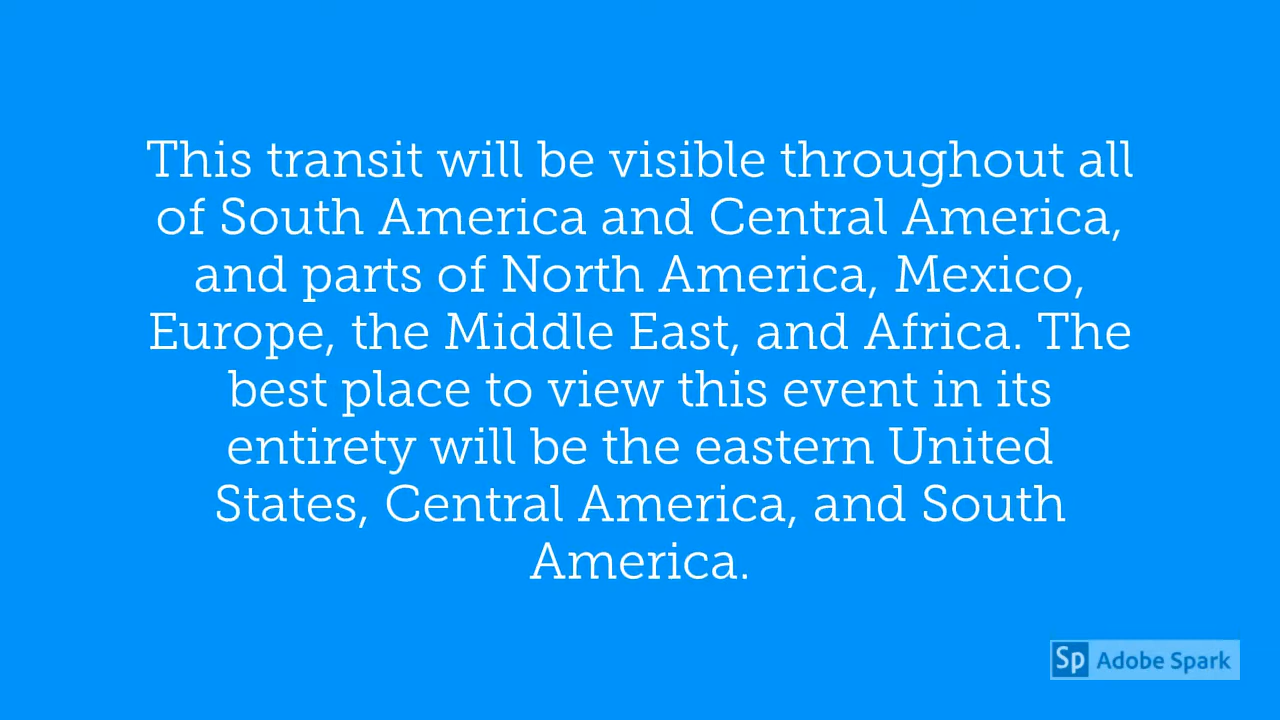 This transit will be visible throughout all
of South America and Central America,
and parts of North America, Mexico,
Europe, the Middle East, and Africa. The
best place to view this event in its
entirety will be the eastern United
States, Central America, and South
America.
Sp Adobe Spark